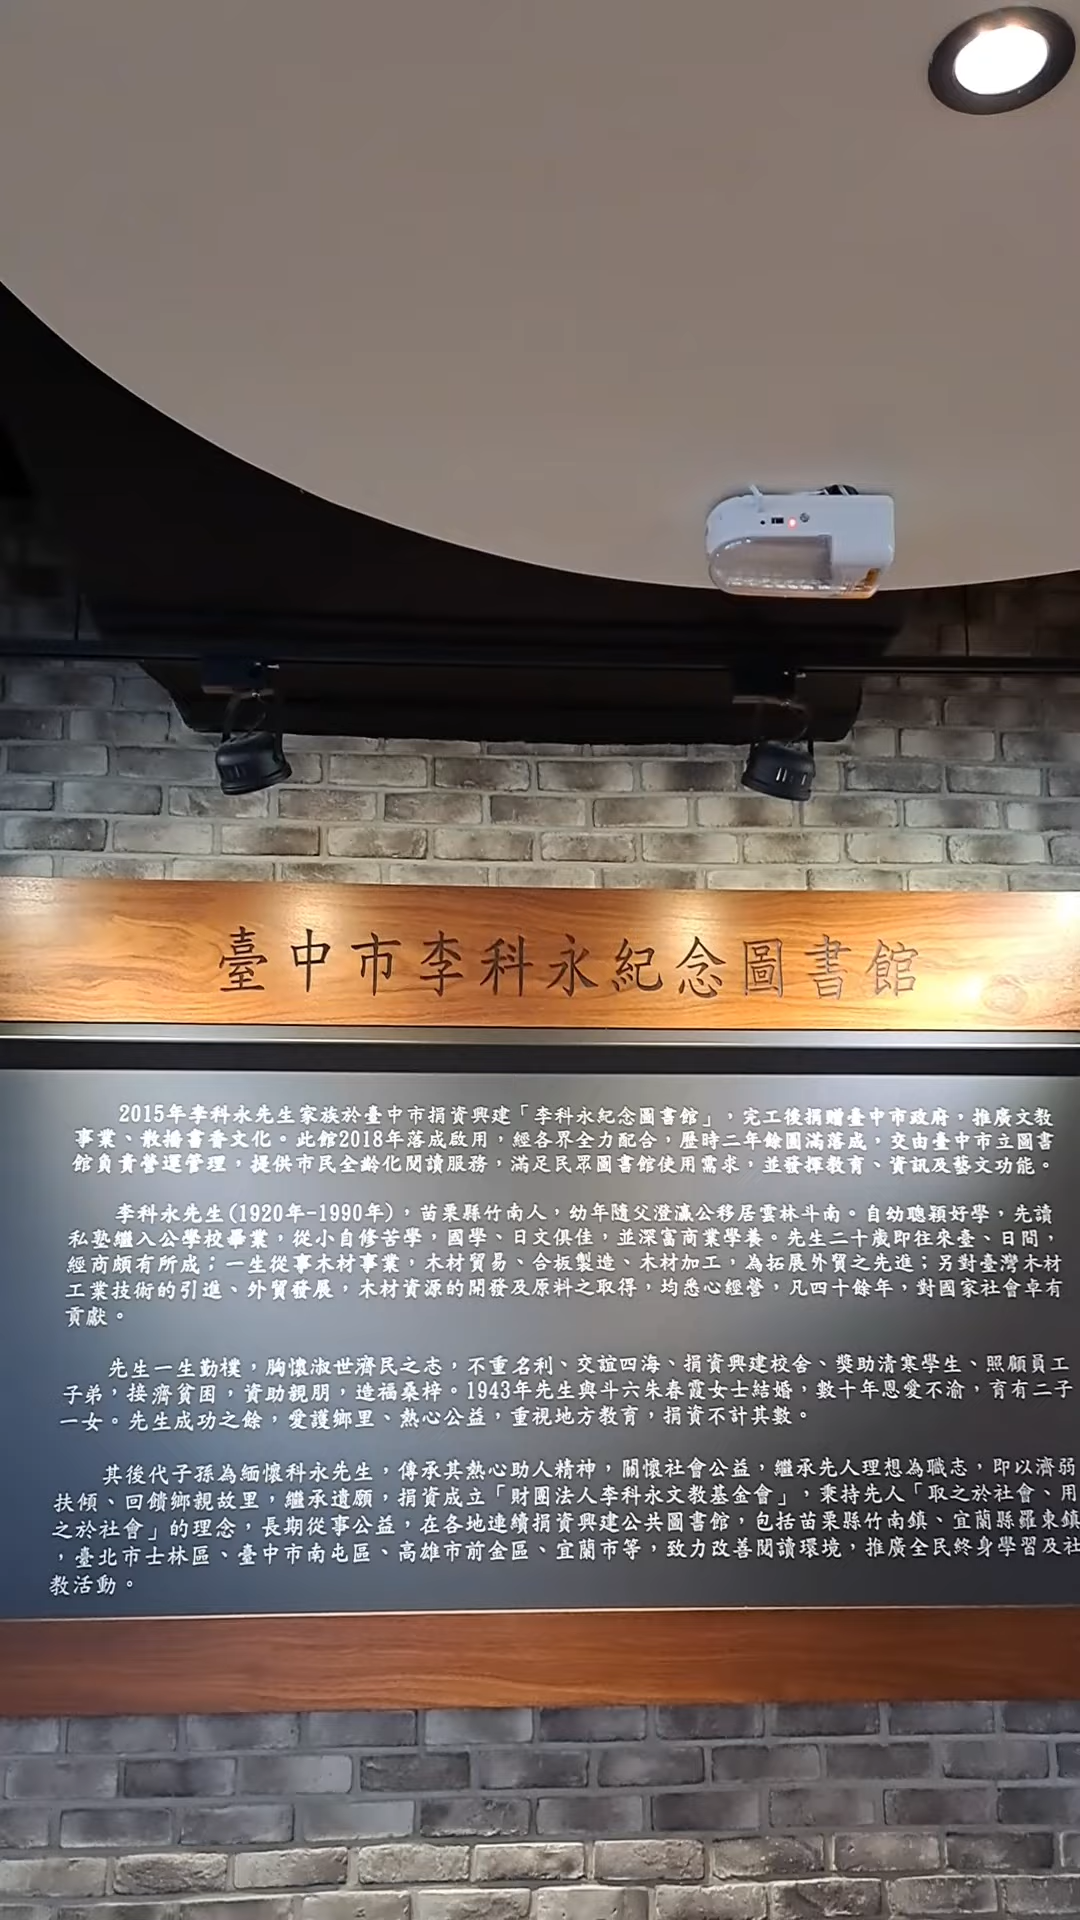 臺中市李科永紀念圖書館
2015年李科永先生家族於臺中市捐資興建「李科永紀念圖書館」，完工後捐贈臺中市政府，推廣文教
事業、散播書香文化。此館2018年落成啟用，經各界全力配合，歷時二年餘圓滿落成，交由臺中市立圖書
館負責營運管理，提供市民全齡化閱讀服務，滿足民眾圖書館使用需求，並發揮教育、資訊及藝文功能。
李科永先生(1920年-1990年)，苗栗縣竹南人，幼年隨父澄瀛公移居雲林斗南。自幼聰穎好學，先讀
私塾繼入公學校畢業，從小自修苦學，國學、日文俱佳，並深富商業學養。先生二十歲即往來臺、日間，
經商頗有所成；一生從事木材事業，木材貿易、合板製造、木材加工，為拓展外貿之先進；另對臺灣木材
工業技術的引進、外貿發展，木材資源的開發及原料之取得，均悉心經營，凡四十餘年，對國家社會卓有
貢獻。
先生一生勤樸，胸懷淑世濟民之志，不重名利、交誼四海、捐資興建校舍、獎助清寒學生、照顧員工
子弟，接濟貧困，資助親朋，造福桑梓。1943年先生與斗六朱春霞女士結婚，數十年恩愛不渝，育有二子
一女。先生成功之餘，愛護鄉里、熱心公益，重視地方教育，捐資不計其數。
其後代子孫為緬懷科永先生，傳承其熱心助人精神，關懷社會公益，繼承先人理想為職志，即以濟弱
扶傾、回饋鄉親故里，繼承遺願，捐資成立「財團法人李科永文教基金會」，秉持先人「取之於社會、用
之於社會」的理念，長期從事公益，在各地連續捐資興建公共圖書館，包括苗栗縣竹南鎮、宜蘭縣羅東鎮
，臺北市士林區、臺中市南屯區、高雄市前金區、宜蘭市等，致力改善閱讀環境，推廣全民終身學習及社
教活動。